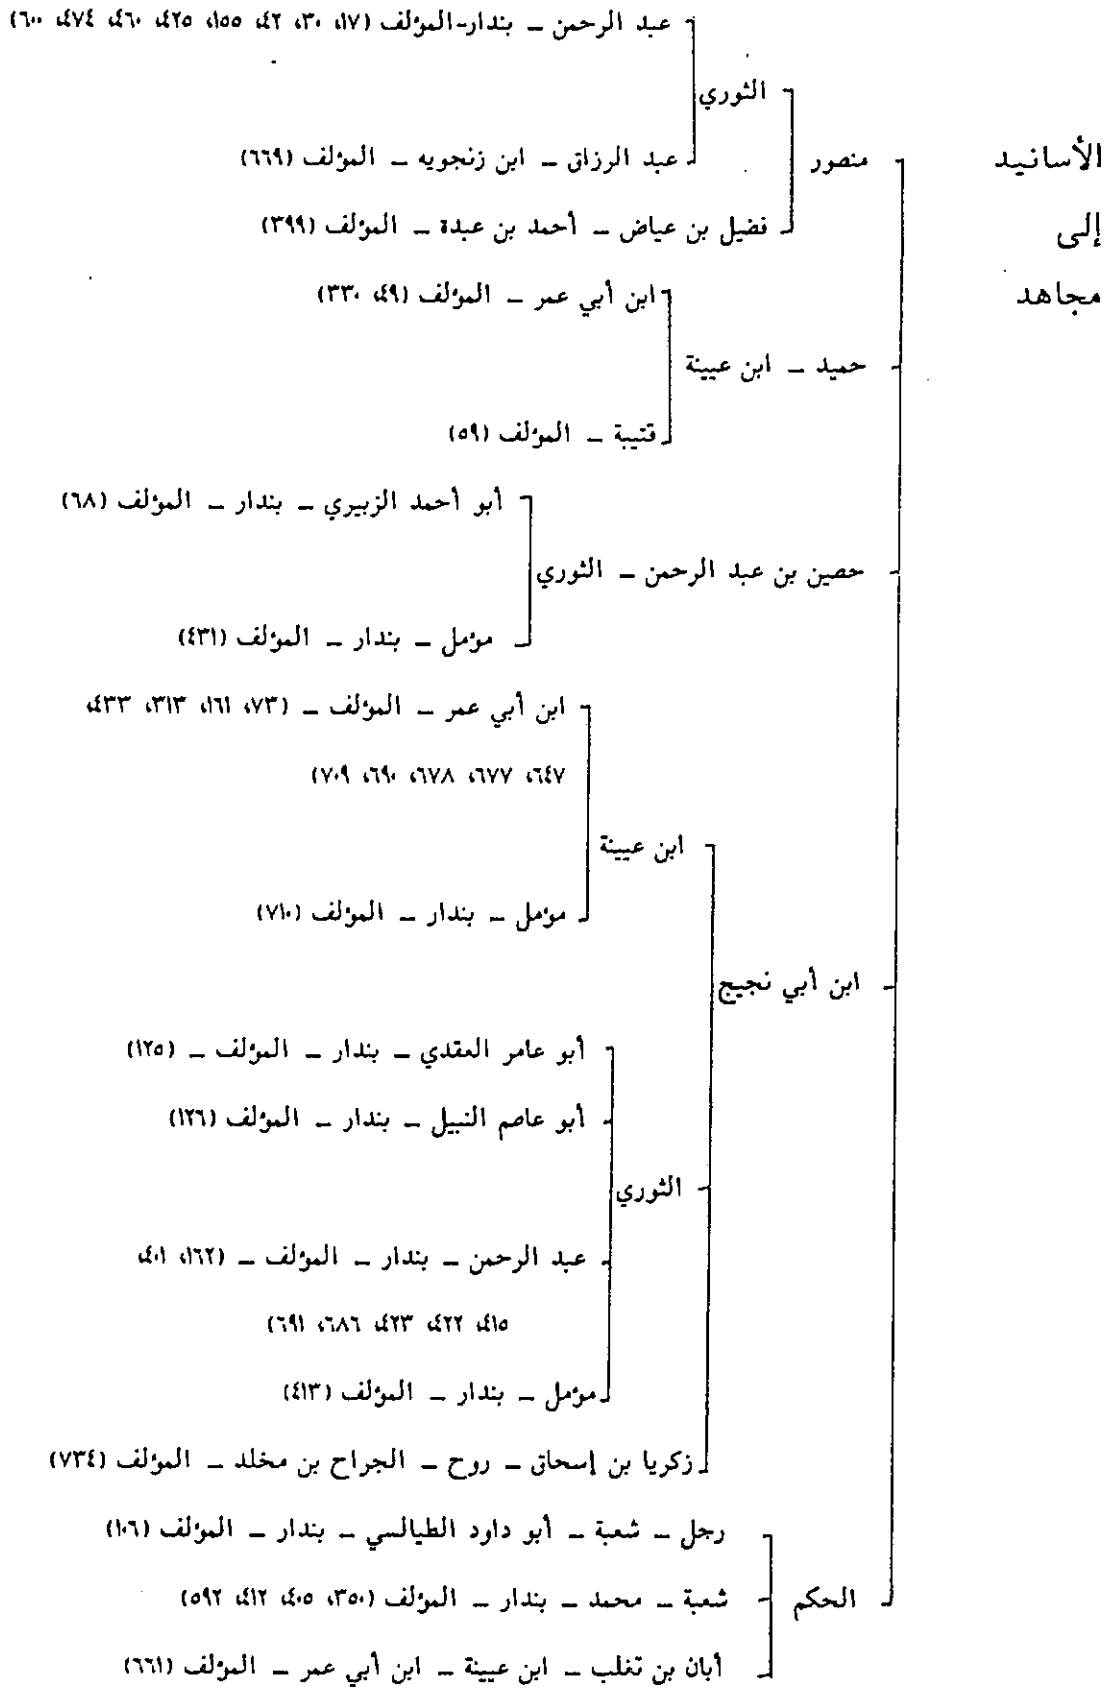 عبد الرحمن – بندار-المؤلف (١٧، ٣٠، ٤٢، ١٥٥، ٤٢٥، ٤٦٠، ٤٧٤، ٦٠٠)
الثوري
الأسانيد منصور عبد الرزاق – ابن زنجويه – المؤلف (٦٦٩)
إلى فضيل بن عياض – أحمد بن عبدة – المؤلف (٣٩٩)
مجاهد ابن أبي عمر – المؤلف (٤٩، ٣٣٠)
حميد – ابن عيينة
قتيبة – المؤلف (٥٩)
أبو أحمد الزبيري – بندار – المؤلف (٦٨)
حصين بن عبد الرحمن – الثوري
مؤمل – بندار – المؤلف (٤٣١)
ابن أبي عمر – المؤلف – (٧٣، ١٦١، ٣١٣، ٤٣٣،
٦٤٧، ٦٧٧، ٦٧٨، ٦٩٠، ٧٠٩)
ابن عيينة
مؤمل – بندار – المؤلف (٧١٠)
ابن أبي نجيح
أبو عامر العقدي – بندار – المؤلف – (١٢٥)
أبو عاصم النبيل – بندار – المؤلف (١٢٦)
الثوري
عبد الرحمن – بندار – المؤلف – (١٦٢، ٤٠١،
٤١٥، ٤٢٢، ٤٢٣، ٦٨٦، ٦٩١)
مؤمل – بندار – المؤلف (٤١٣)
زكريا بن إسحاق – روح – الجراح بن مخلد – المؤلف (٧٣٤)
رجل – شعبة – أبو داود الطيالسي – بندار – المؤلف (١٠٦)
الحكم شعبة – محمد – بندار – المؤلف (٣٥٠، ٤٠٥، ٤١٢، ٥٩٢)
أبان بن تغلب – ابن عيينة – ابن أبي عمر – المؤلف (٦٦١)